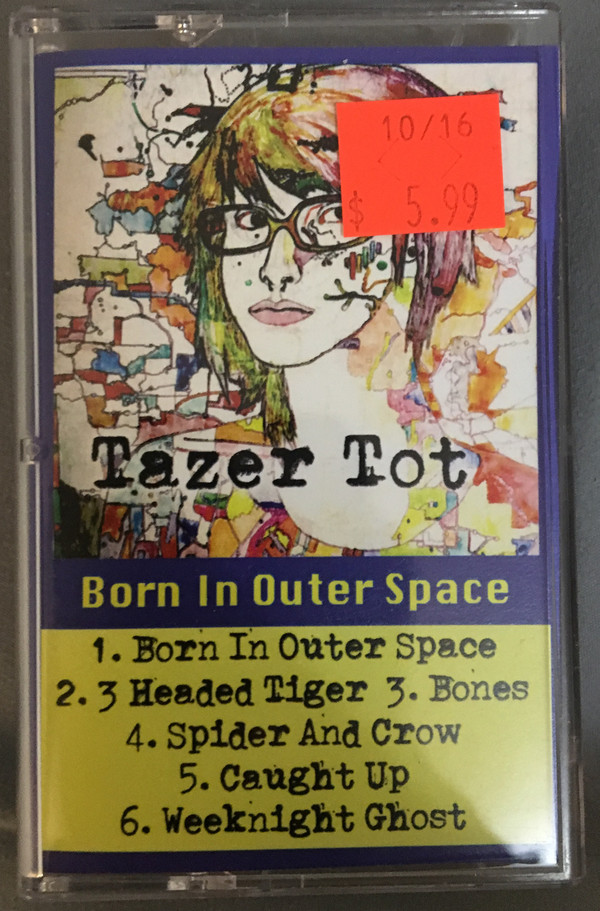 10/16
$ 5.99
Tazer Tot
Born In Outer Space
1. Born In Outer Space
2. 3 Headed Tiger 3. Bones
4. Spider And Crow
5. Caught Up
6. Weeknight Ghost